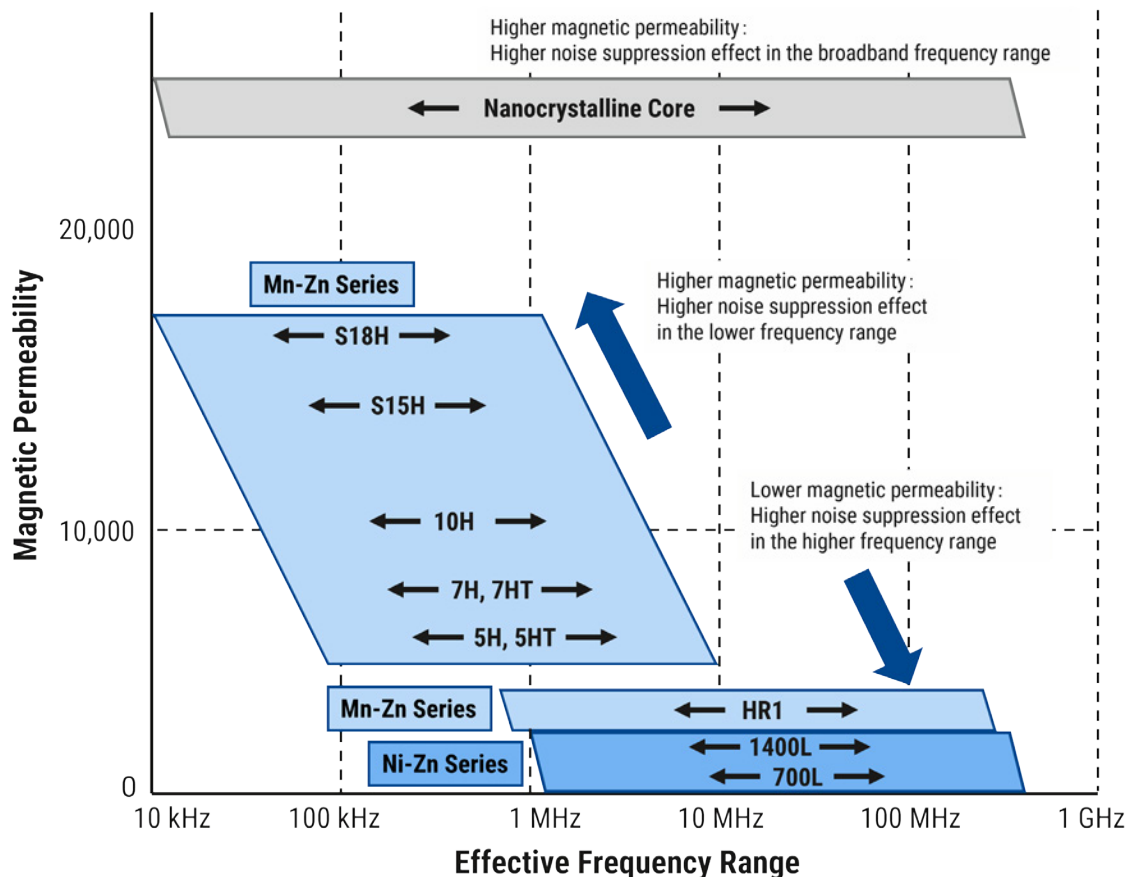 Higher magnetic permeability:
Higher noise suppression effect in the broadband frequency range
Nanocrystalline Core
20,000
Mn-Zn Series
Higher magnetic permeability:
Higher noise suppression effect
in the lower frequency range
S18H
S15H
Magnetic Permeability
Lower magnetic permeability:
Higher noise suppression effect
in the higher frequency range
10,000
10H
7H, 7HT
5H, 5HT
Mn-Zn Series
HR1
Ni-Zn Series
1400L
700L
0
10 kHz
100 kHz
1 MHz
10 MHz
100 MHz
1 GHz
Effective Frequency Range